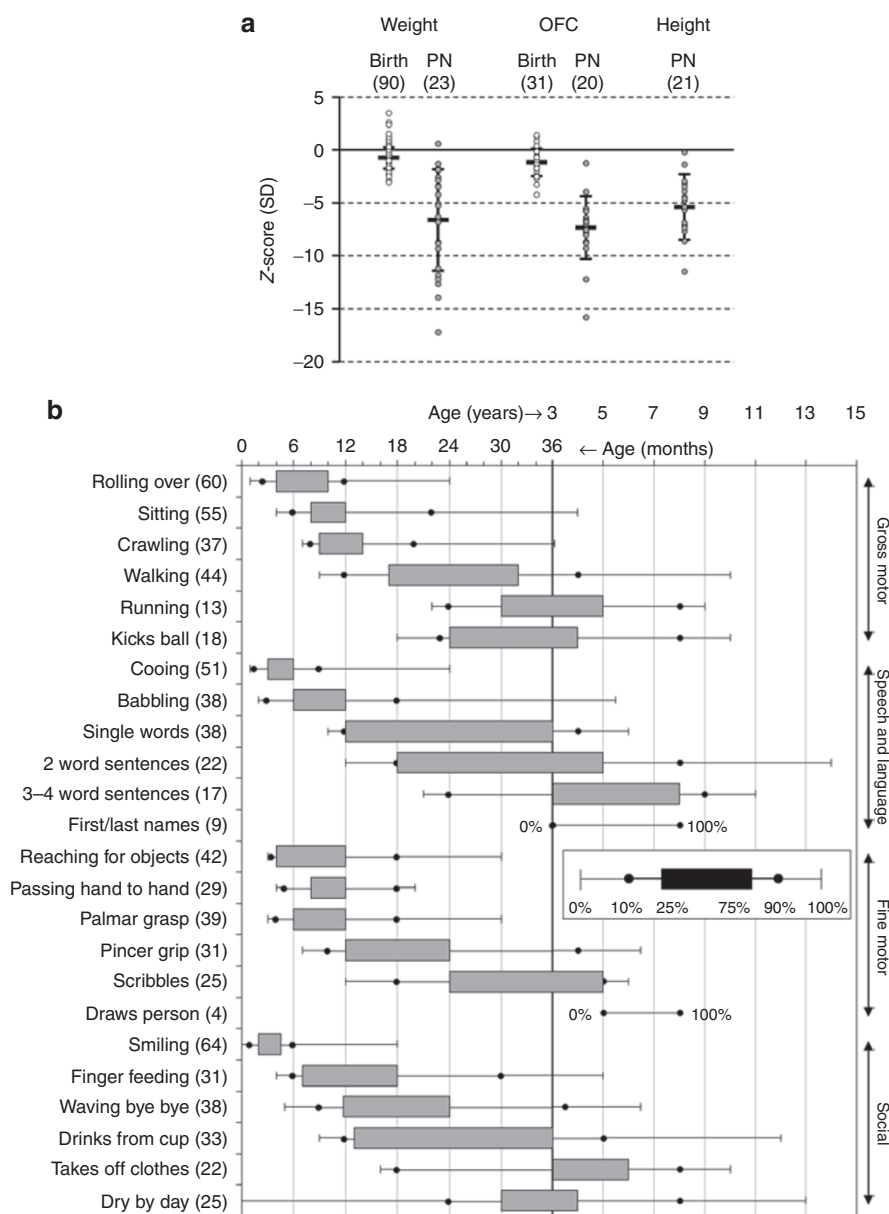 a
Weight OFC Height
Birth PN Birth PN PN
(90) (23) (31) (20) (21)
5
0
−5
−10
−15
−20
Z-score (SD)
b
Age (years)→ 3 5 7 9 11 13 15
0 6 12 18 24 30 36 ← Age (months)
Rolling over (60)
Sitting (55)
Crawling (37)
Walking (44)
Running (13)
Kicks ball (18)
Gross motor
Cooing (51)
Babbling (38)
Single words (38)
2 word sentences (22)
3–4 word sentences (17)
First/last names (9) 0% 100%
Speech and language
Reaching for objects (42)
Passing hand to hand (29)
Palmar grasp (39)
Pincer grip (31)
Scribbles (25)
Draws person (4) 0% 100%
Fine motor
0% 10% 25% 75% 90% 100%
Smiling (64)
Finger feeding (31)
Waving bye bye (38)
Drinks from cup (33)
Takes off clothes (22)
Dry by day (25)
Social